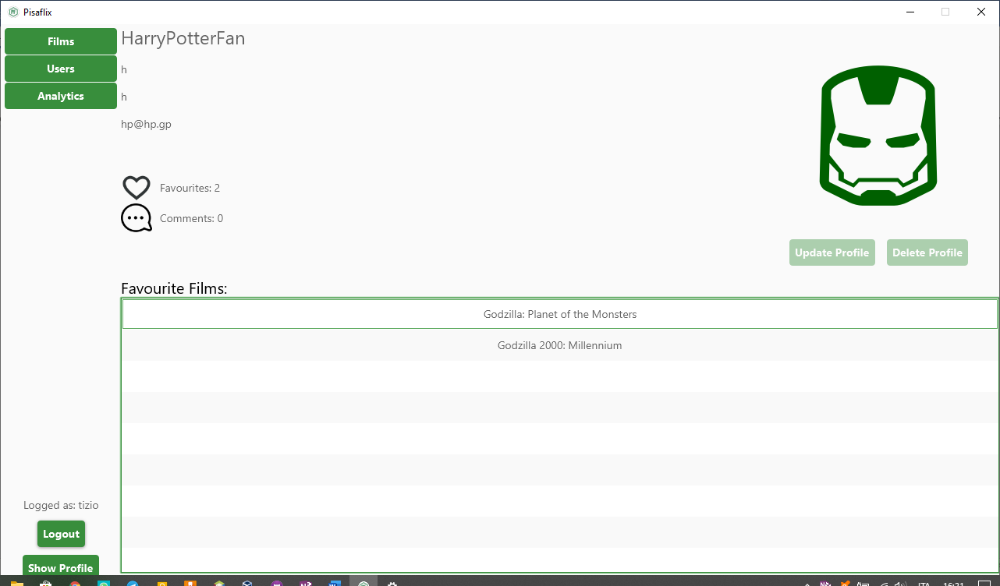 Pisaflix
Films
Users
Analytics
HarryPotterFan
h
h
hp@hp.gp
Favourites: 2
Comments: 0
Update Profile
Delete Profile
Favourite Films:
Godzilla: Planet of the Monsters
Godzilla 2000: Millennium
Logged as: tizio
Logout
Show Profile
ITA
16:21